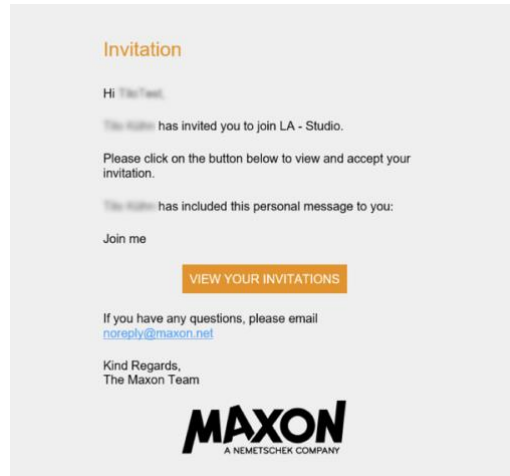 Invitation
Hi
has invited you to join LA - Studio.
Please click on the button below to view and accept your
invitation.
has included this personal message to you:
Join me
VIEW YOUR INVITATIONS
If you have any questions, please email
noreply@maxon.net
Kind Regards,
The Maxon Team
MAXON
A NEMETSCHEK COMPANY